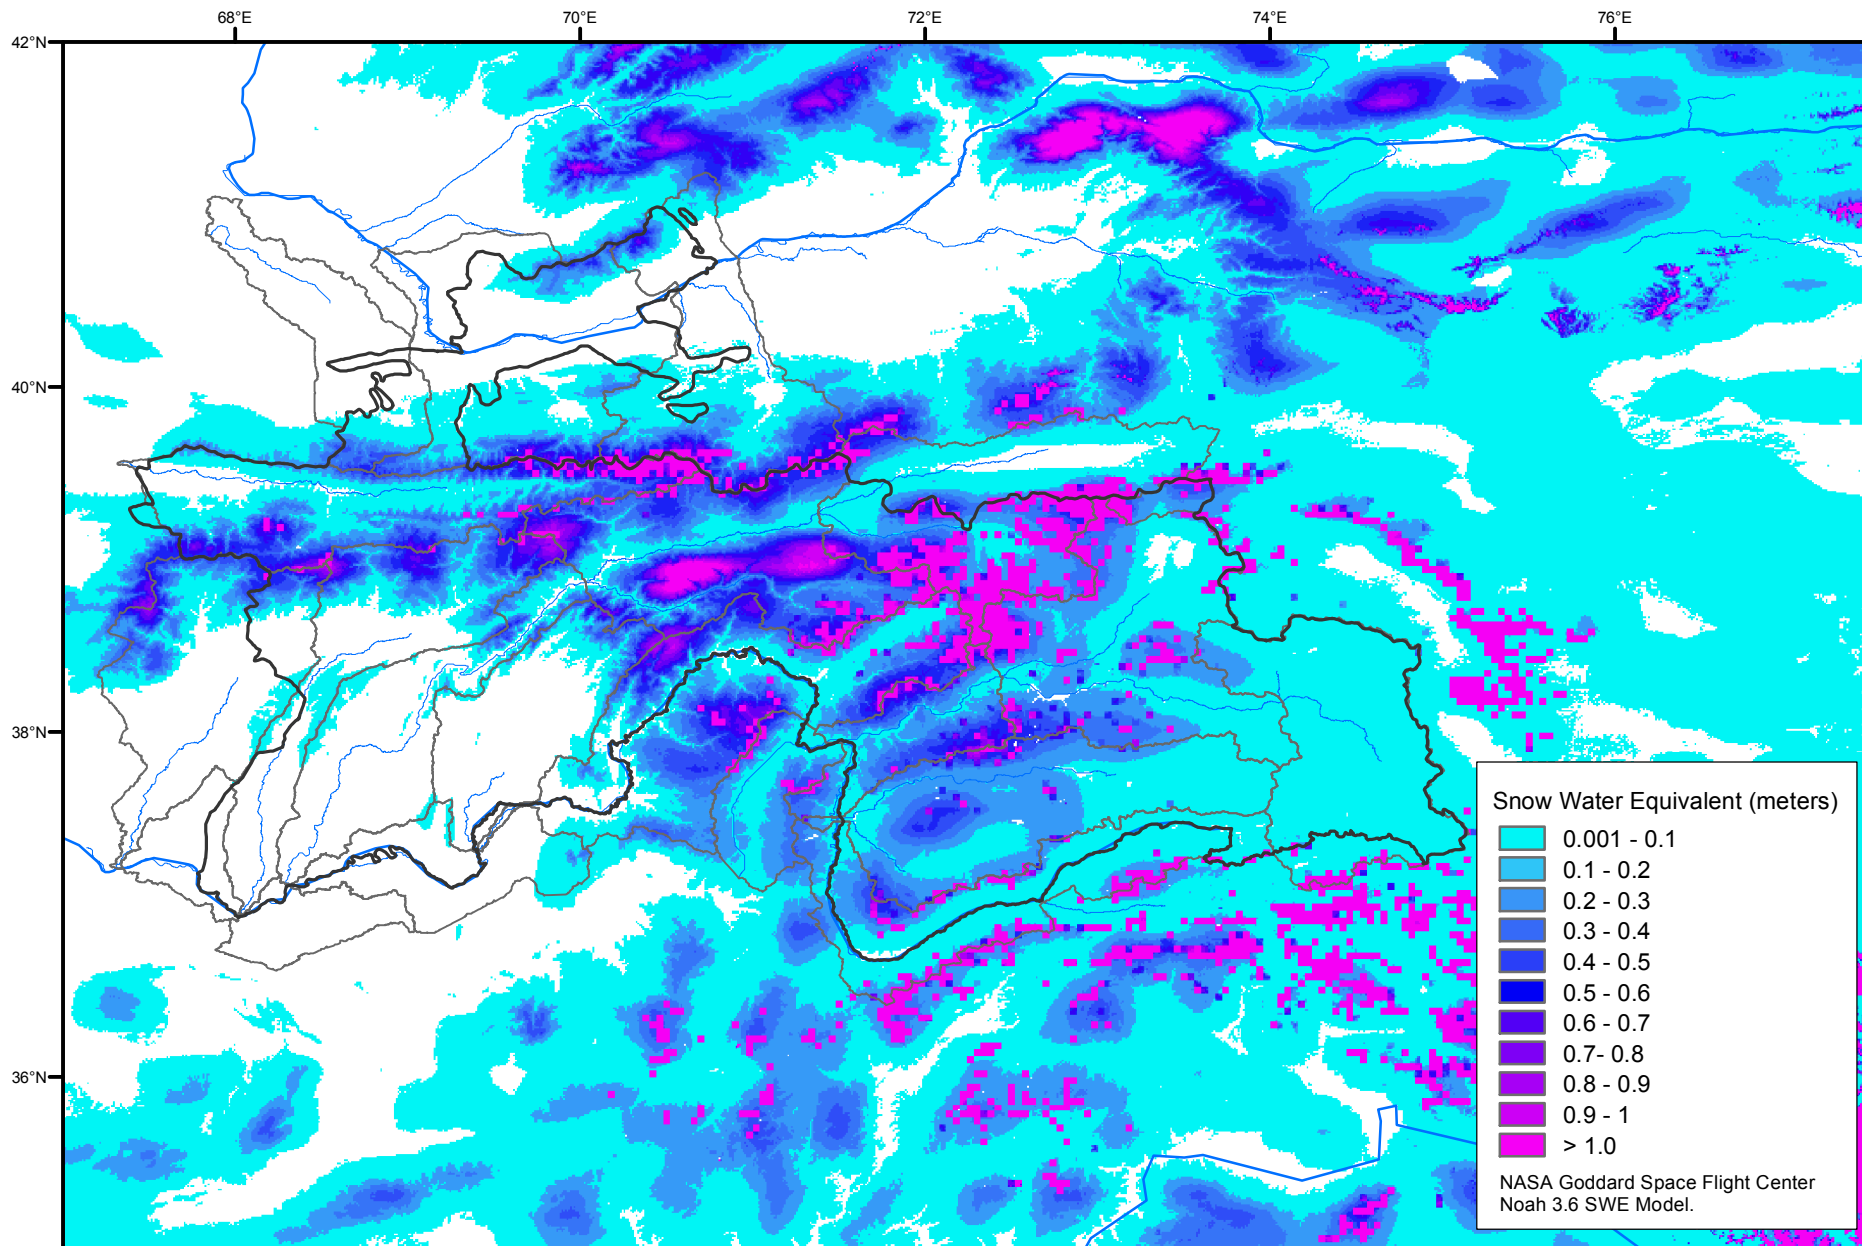 68°E 70°E 72°E 74°E 76°E
42°N
40°N
38°N
36°N
Snow Water Equivalent (meters)
0.001 - 0.1
0.1 - 0.2
0.2 - 0.3
0.3 - 0.4
0.4 - 0.5
0.5 - 0.6
0.6 - 0.7
0.7- 0.8
0.8 - 0.9
0.9 - 1
> 1.0
NASA Goddard Space Flight Center
Noah 3.6 SWE Model.